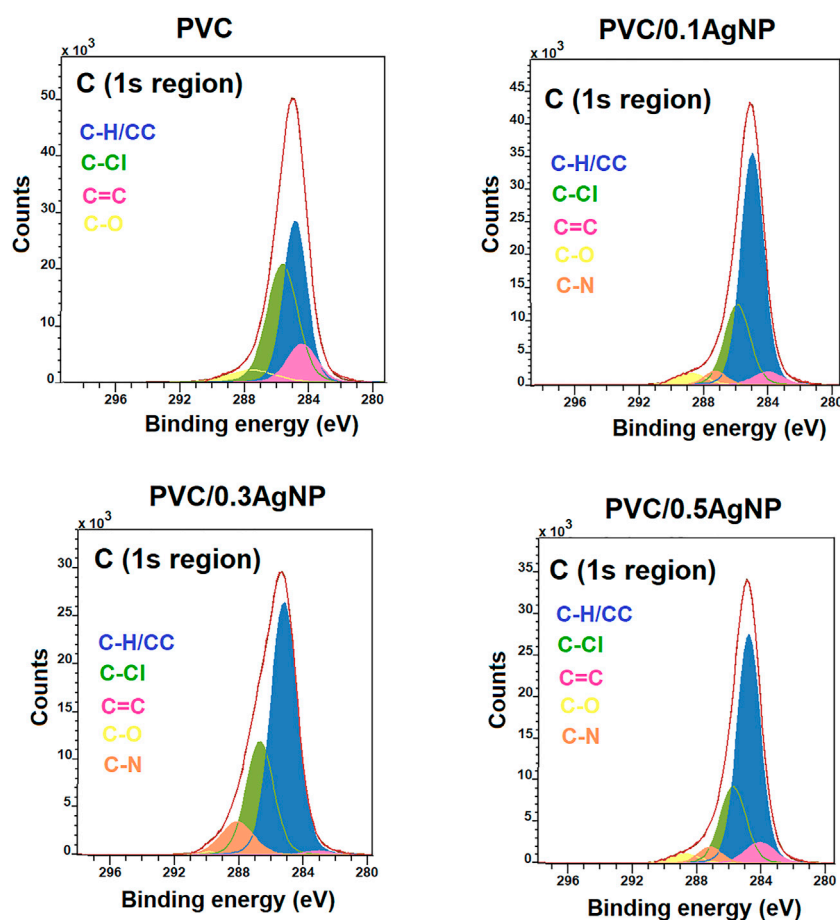 PVC
x 10³
C (1s region)
C-H/CC
C-Cl
C=C
C-O
Counts
50
40
30
20
10
0
296 292 288 284 280
Binding energy (eV)
PVC/0.1AgNP
x 10³
C (1s region)
C-H/CC
C-Cl
C=C
C-O
C-N
Counts
45
40
35
30
25
20
15
10
5
0
296 292 288 284 280
Binding energy (eV)
PVC/0.3AgNP
x 10³
C (1s region)
C-H/CC
C-Cl
C=C
C-O
C-N
Counts
30
25
20
15
10
5
0
296 292 288 284 280
Binding energy (eV)
PVC/0.5AgNP
x 10³
C (1s region)
C-H/CC
C-Cl
C=C
C-O
C-N
Counts
35
30
25
20
15
10
5
0
296 292 288 284 280
Binding energy (eV)